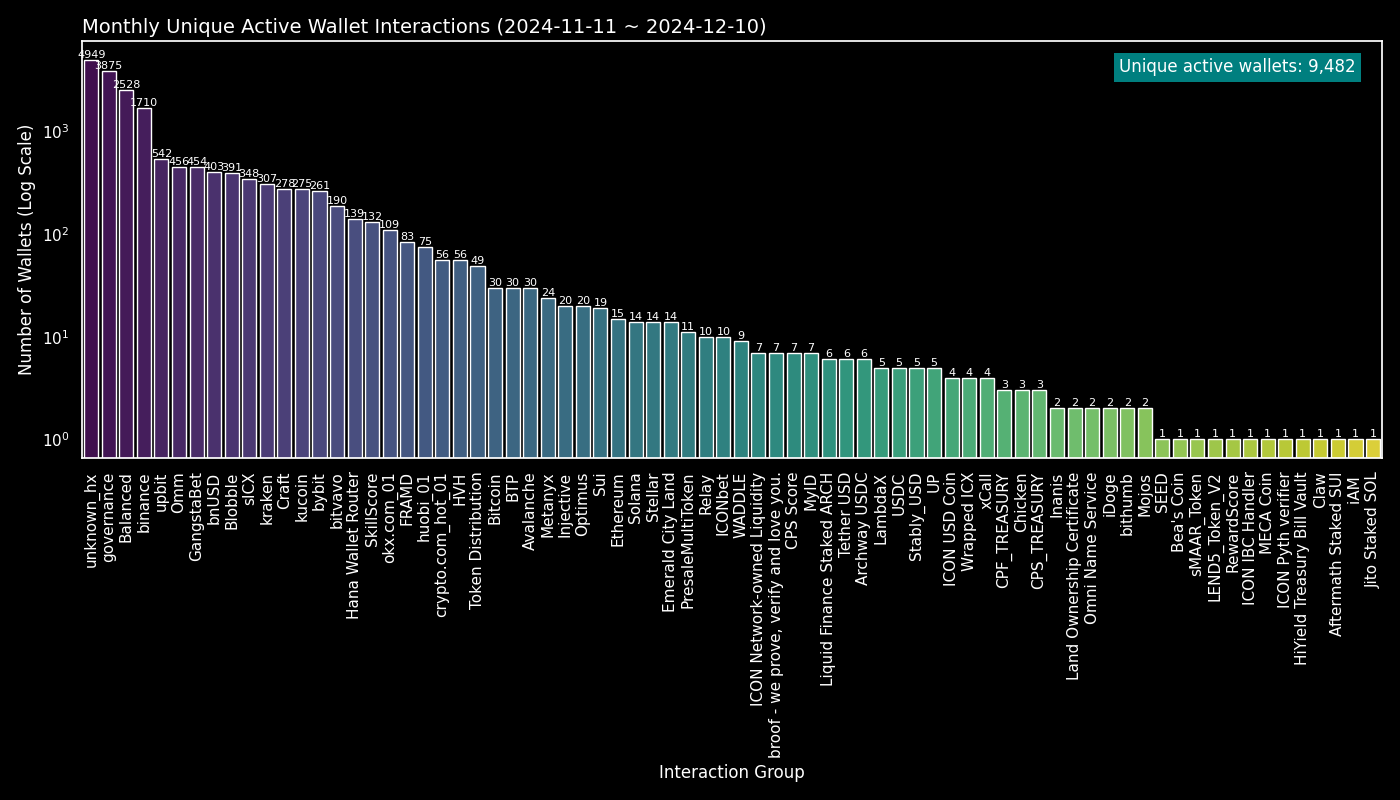 Monthly Unique Active Wallet Interactions (2024-11-11 ~ 2024-12-10)
Unique active wallets: 9,482
Number of Wallets (Log Scale)
10³
10²
10¹
10⁰
4949
3875
2528
1710
542
456
454
403
391
348
307
278
275
261
190
139
132
109
83
75
56
56
49
30
30
30
24
20
20
19
15
14
14
14
11
10
10
9
7
7
7
7
6
6
6
5
5
5
5
4
4
4
3
3
3
2
2
2
2
2
2
1
1
1
1
1
1
1
1
1
1
1
1
1
unknown_hx
governance
Balanced
binance
upbit
Omm
GangstaBet
bnUSD
Blobble
sICX
kraken
Craft
kucoin
bybit
bitvavo
Hana Wallet Router
SkillScore
okx.com_01
FRAMD
huobi_01
crypto.com_hot_01
HVH
Token Distribution
Bitcoin
BTP
Avalanche
Metanyx
Injective
Optimus
Sui
Ethereum
Solana
Stellar
Emerald City Land
PresaleMultiToken
Relay
ICONbet
WADDLE
ICON Network-owned Liquidity
broof - we prove, verify and love you.
CPS Score
MyID
Liquid Finance Staked ARCH
Tether USD
Archway USDC
LambdaX
USDC
Stably_USD
UP
ICON USD Coin
Wrapped ICX
xCall
CPF_TREASURY
Chicken
CPS_TREASURY
Inanis
Land Ownership Certificate
Omni Name Service
iDoge
bithumb
Mojos
SEED
Bea's Coin
sMAAR_Token
LEND5_Token_V2
RewardScore
ICON IBC Handler
MECA Coin
ICON Pyth verifier
HiYield Treasury Bill Vault
Claw
Aftermath Staked SUI
iAM
Jito Staked SOL
Interaction Group